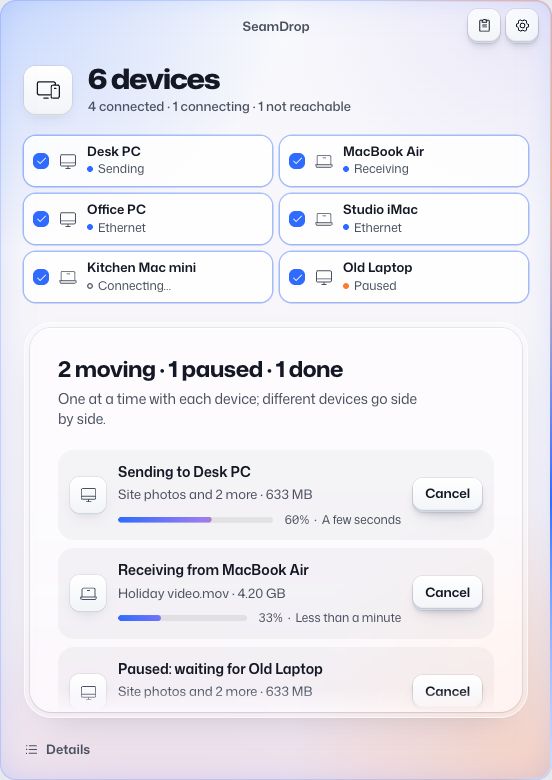 SeamDrop
6 devices
4 connected · 1 connecting · 1 not reachable
Desk PC
Sending
MacBook Air
Receiving
Office PC
Ethernet
Studio iMac
Ethernet
Kitchen Mac mini
Connecting...
Old Laptop
Paused
2 moving · 1 paused · 1 done
One at a time with each device; different devices go side
by side.
Sending to Desk PC
Site photos and 2 more · 633 MB
60% · A few seconds
Cancel
Receiving from MacBook Air
Holiday video.mov · 4.20 GB
33% · Less than a minute
Cancel
Paused: waiting for Old Laptop
Site photos and 2 more · 633 MB
Cancel
Details